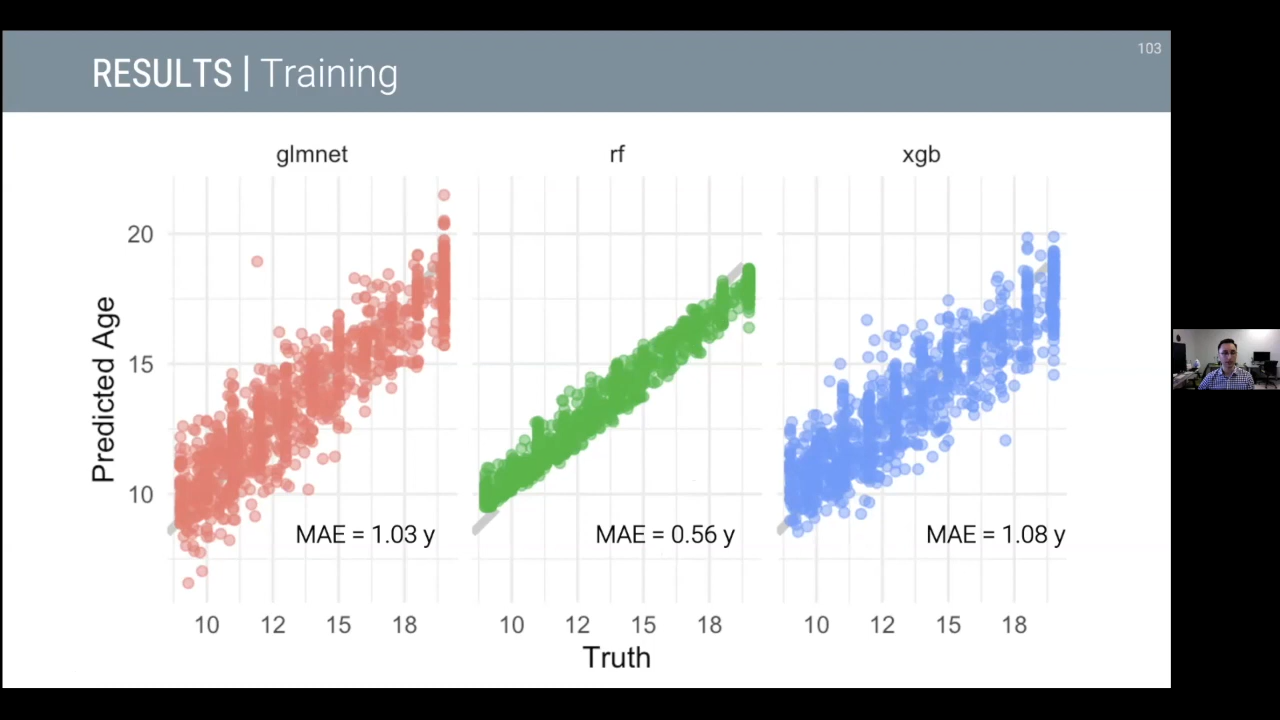 103
RESULTS | Training
glmnet
rf
xgb
Predicted Age
20
15
10
MAE = 1.03 y
MAE = 0.56 y
MAE = 1.08 y
10 12 15 18
10 12 15 18
10 12 15 18
Truth